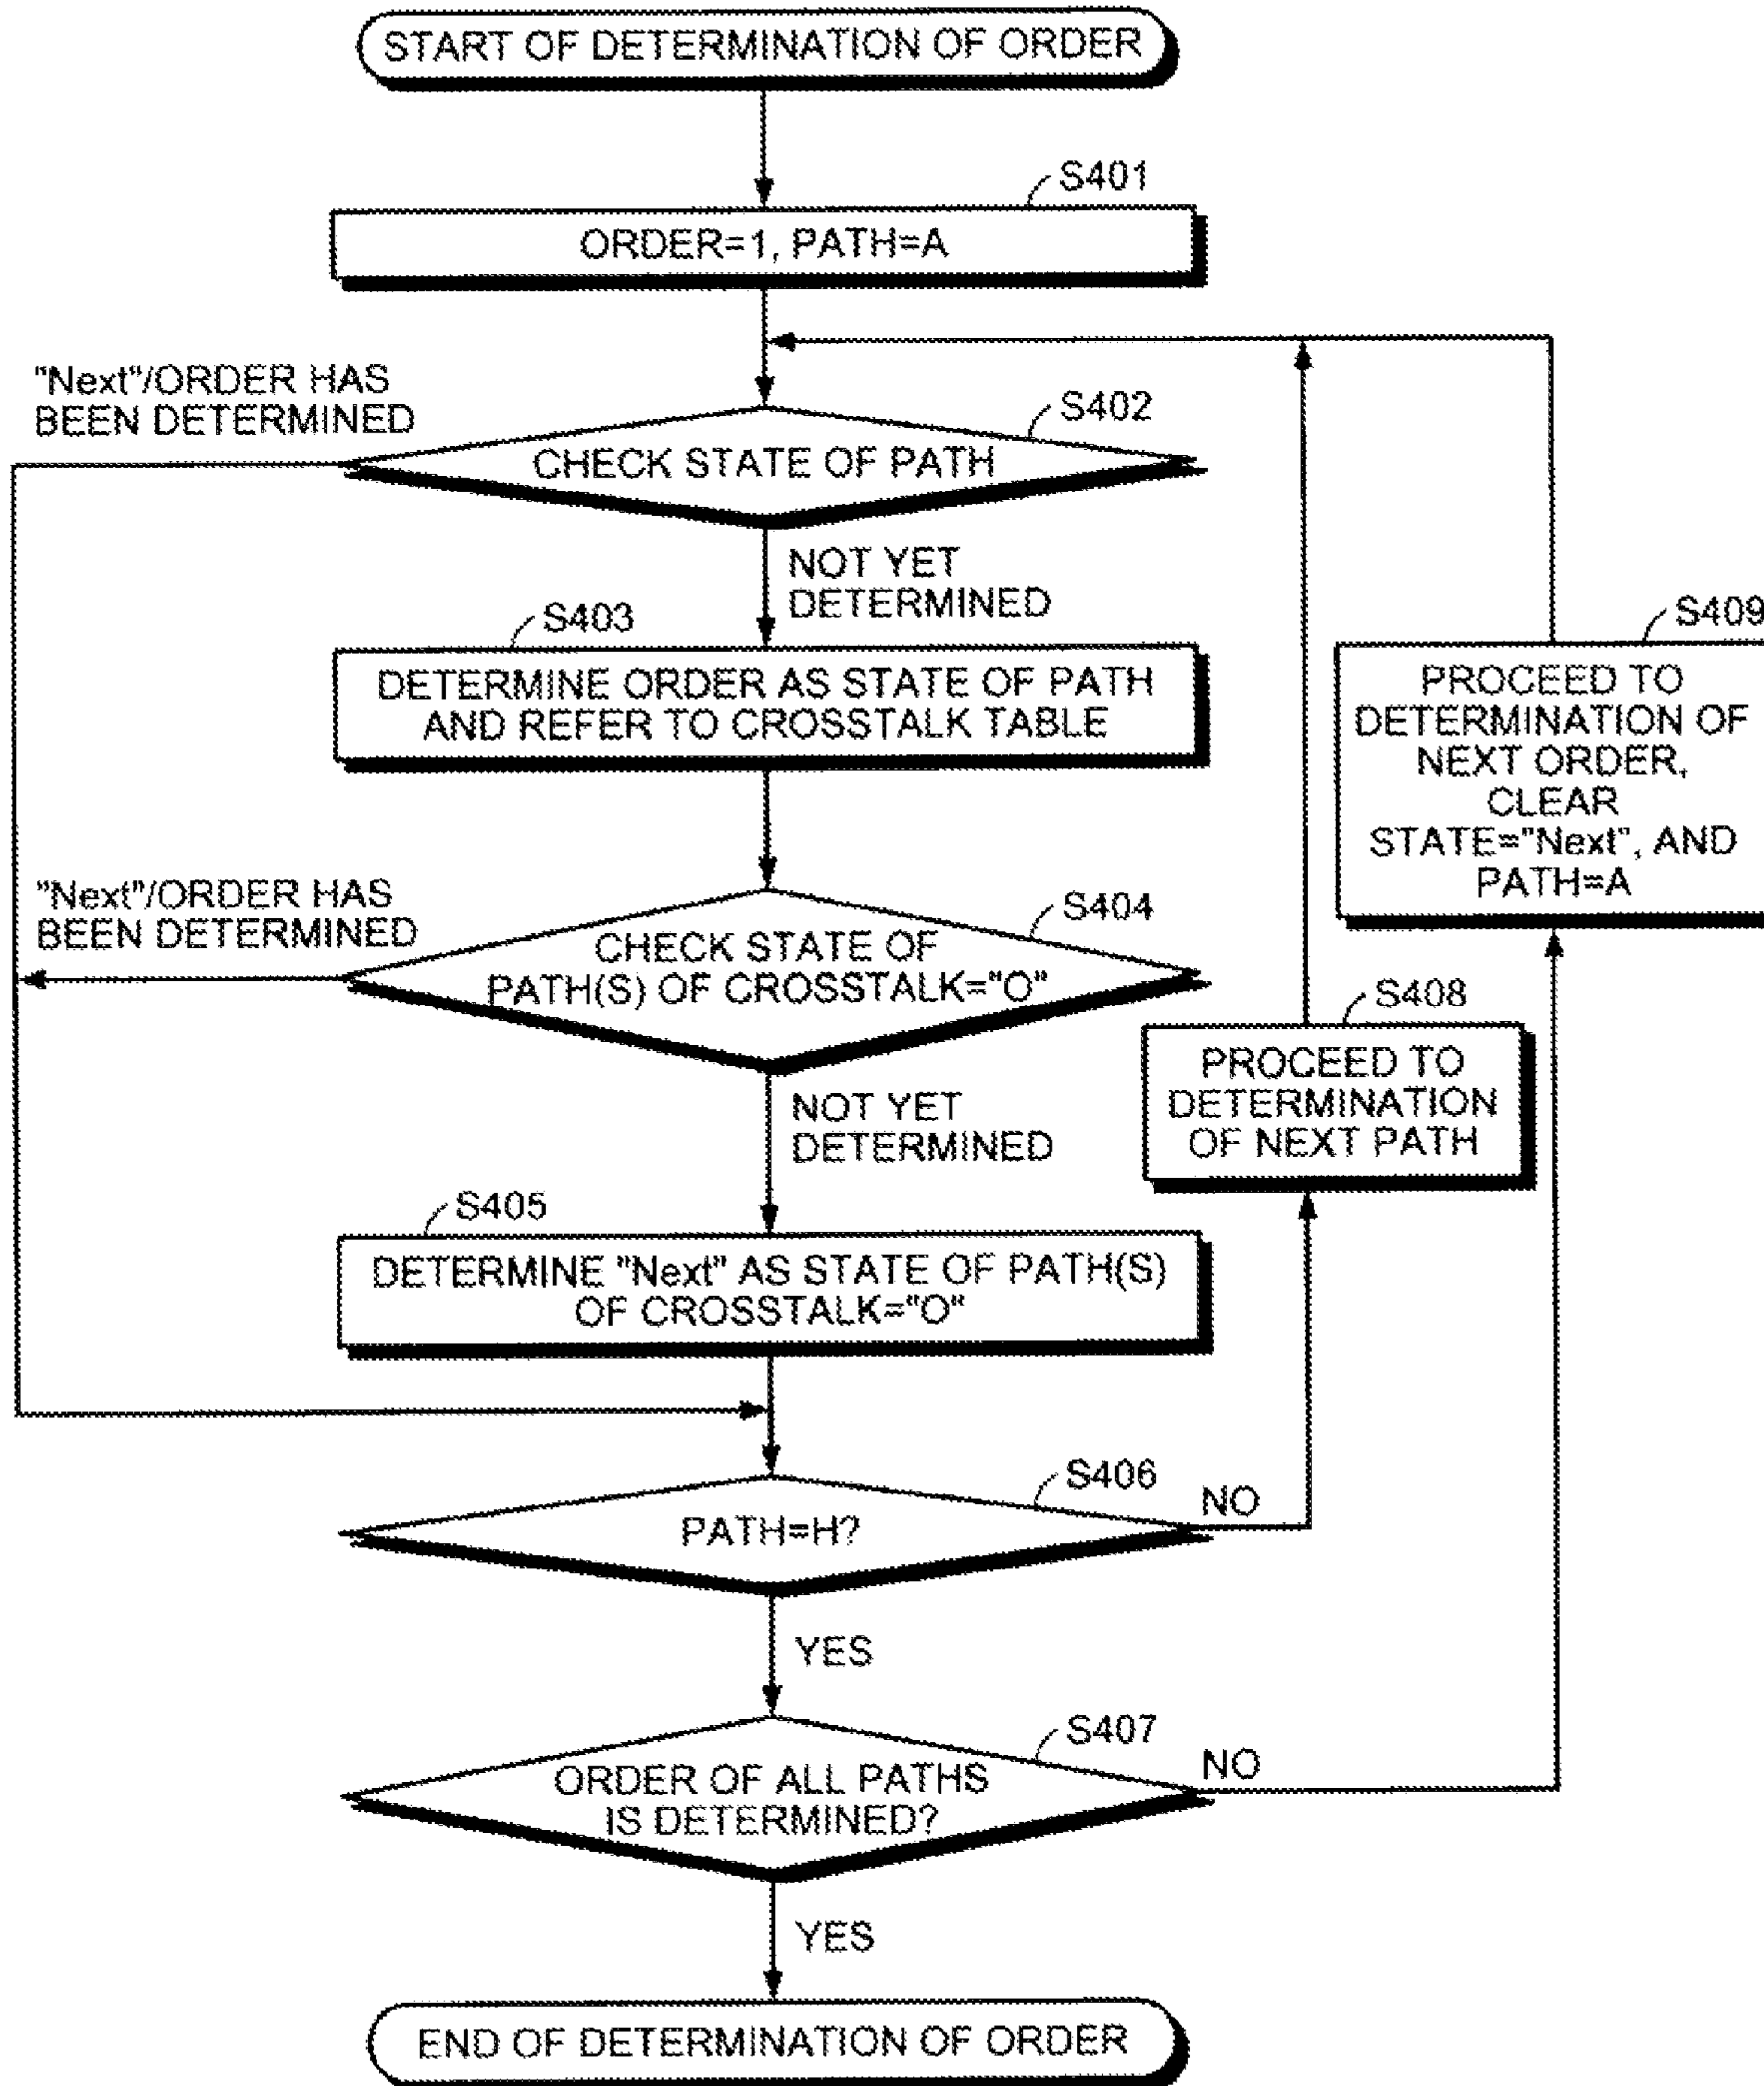 START OF DETERMINATION OF ORDER
S401
ORDER=1, PATH=A
"Next"/ORDER HAS
BEEN DETERMINED
S402
CHECK STATE OF PATH
NOT YET
DETERMINED
S403
DETERMINE ORDER AS STATE OF PATH
AND REFER TO CROSSTALK TABLE
S409
PROCEED TO
DETERMINATION OF
NEXT ORDER,
CLEAR
STATE="Next", AND
PATH=A
"Next"/ORDER HAS
BEEN DETERMINED
S404
CHECK STATE OF
PATH(S) OF CROSSTALK="O"
S408
PROCEED TO
DETERMINATION
OF NEXT PATH
NOT YET
DETERMINED
S405
DETERMINE "Next" AS STATE OF PATH(S)
OF CROSSTALK="O"
S406
PATH=H?
NO
YES
S407
ORDER OF ALL PATHS
IS DETERMINED?
NO
YES
END OF DETERMINATION OF ORDER